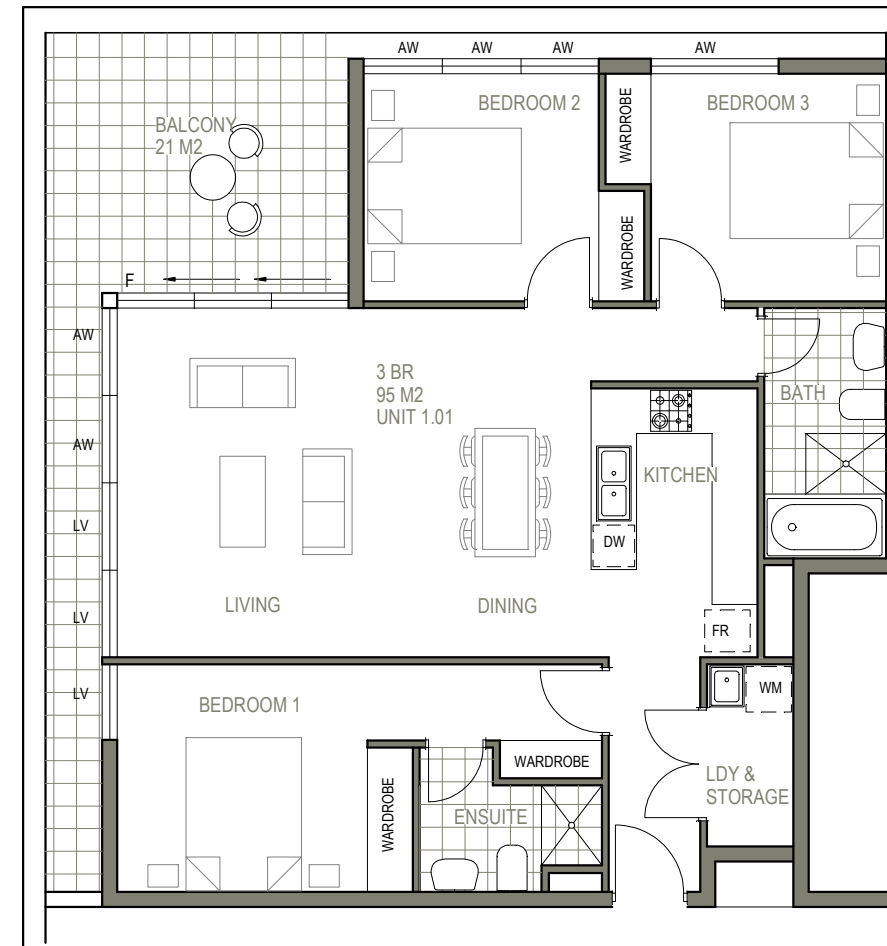 AW
AW
AW
AW
BEDROOM 2
WARDROBE
BEDROOM 3
BALCONY
21 M2
WARDROBE
F
AW
3 BR
95 M2
UNIT 1.01
BATH
AW
KITCHEN
LV
DW
LIVING
DINING
LV
FR
LV
WM
BEDROOM 1
WARDROBE
LDY &
STORAGE
WARDROBE
ENSUITE